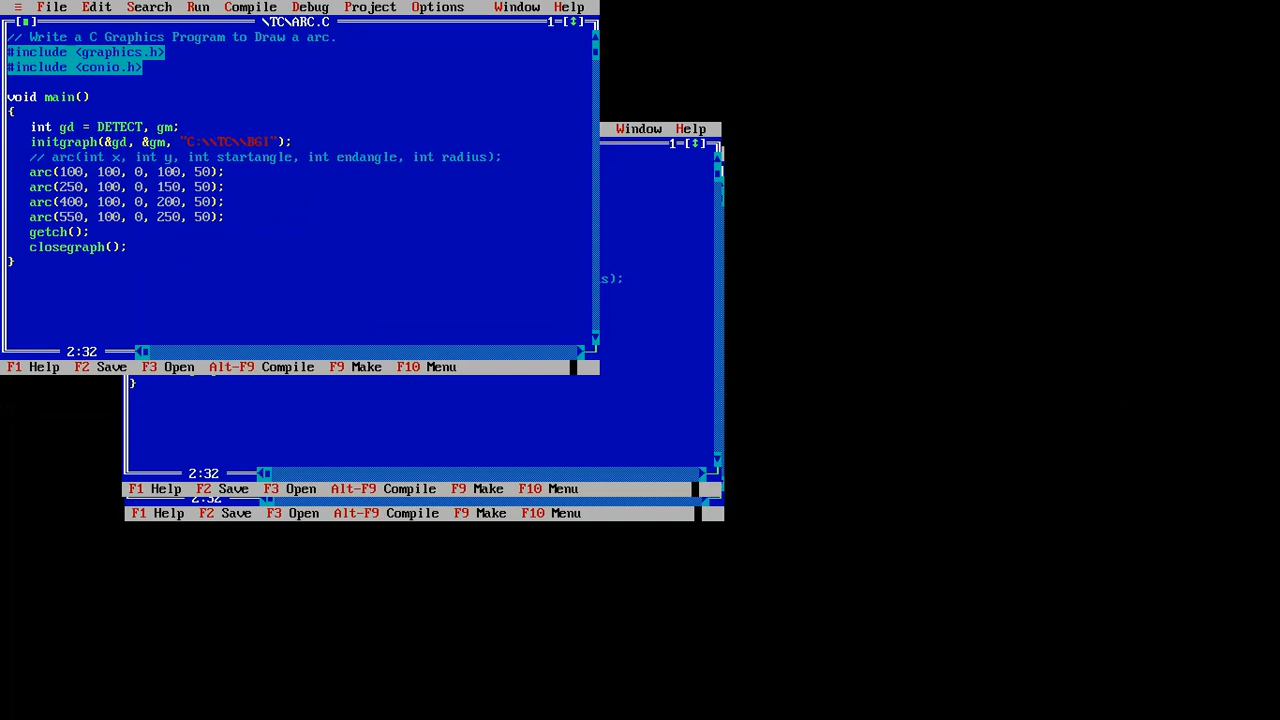 ≡ File Edit Search Run Compile Debug Project Options Window Help
\TC\ARC.C 1
// Write a C Graphics Program to Draw a arc.
#include <graphics.h>
#include <conio.h>
void main()
{
int gd = DETECT, gm;
initgraph(&gd, &gm, "C:\\TC\\BGI");
// arc(int x, int y, int startangle, int endangle, int radius);
arc(100, 100, 0, 100, 50);
arc(250, 100, 0, 150, 50);
arc(400, 100, 0, 200, 50);
arc(550, 100, 0, 250, 50);
getch();
closegraph();
}
2:32
F1 Help F2 Save F3 Open Alt-F9 Compile F9 Make F10 Menu
Window Help
1
s);
}
2:32
F1 Help F2 Save F3 Open Alt-F9 Compile F9 Make F10 Menu
2:32
F1 Help F2 Save F3 Open Alt-F9 Compile F9 Make F10 Menu